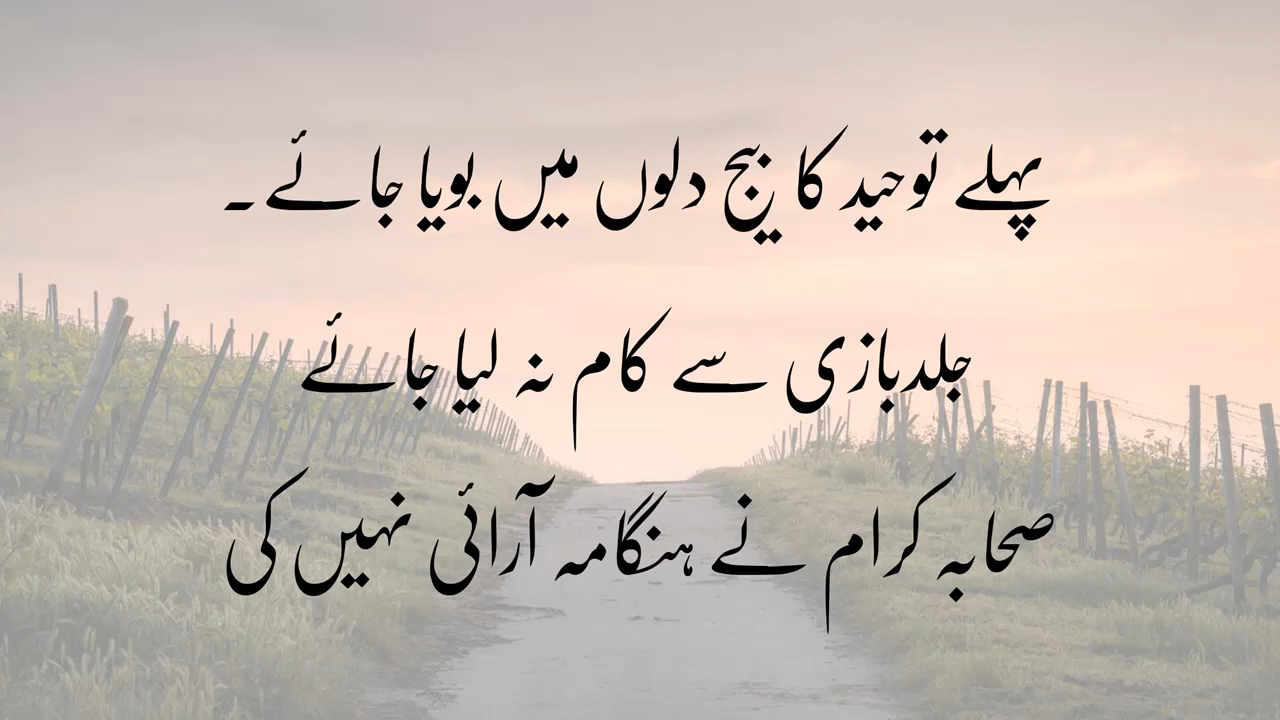 پہلے توحید کا بیج دلوں میں بویا جائے۔
جلدبازی سے کام نہ لیا جائے
صحابہ کرام نے ہنگامہ آرائی نہیں کی